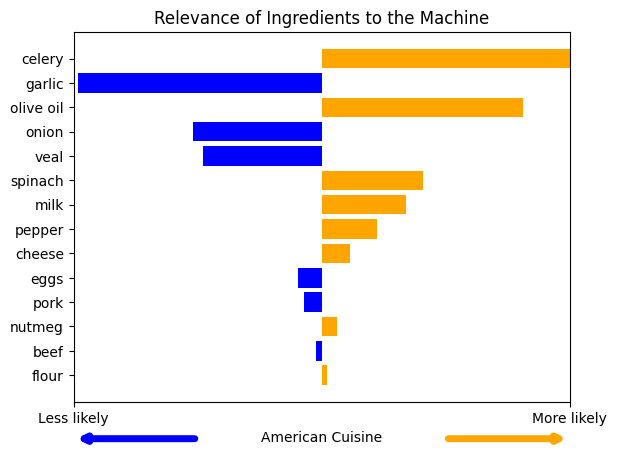 Relevance of Ingredients to the Machine
celery
garlic
olive oil
onion
veal
spinach
milk
pepper
cheese
eggs
pork
nutmeg
beef
flour
Less likely
More likely
American Cuisine